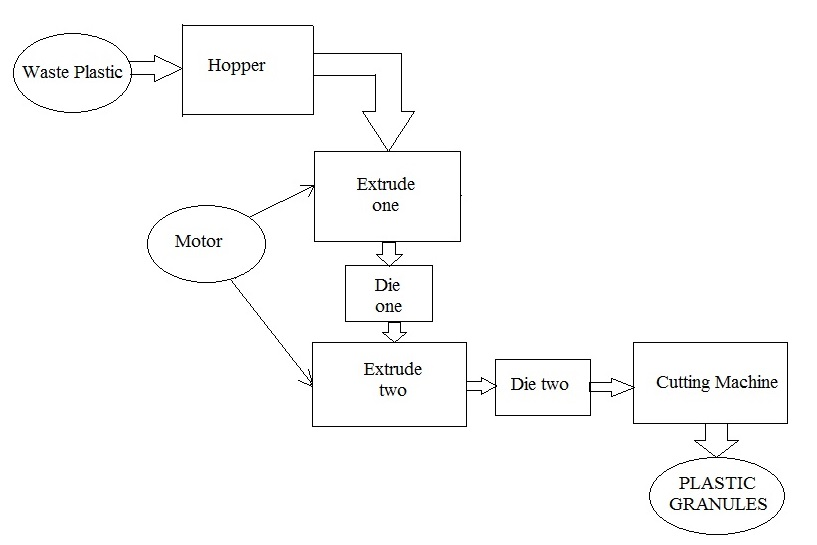 Waste Plastic
Hopper
Extrude
one
Motor
Die
one
Extrude
two
Die two
Cutting Machine
PLASTIC
GRANULES